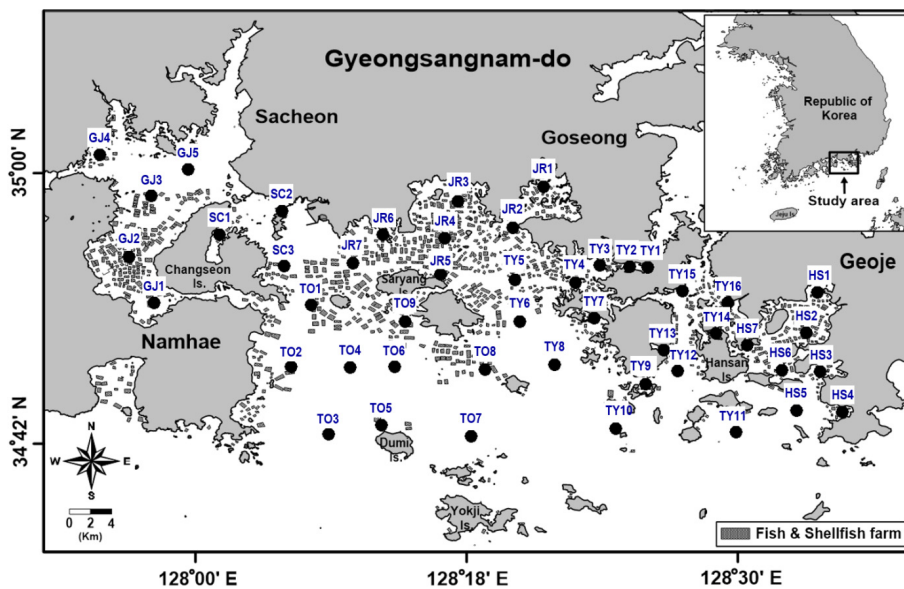 Gyeongsangnam-do
Republic of
Korea
Study area
Jeju Is.
Sacheon
Goseong
GJ4
GJ5
35°00' N
JR1
GJ3
JR3
SC2
JR2
SC1
JR6
JR4
GJ2
SC3
JR7
TY3
TY2
TY1
Geoje
Changseon
Is.
JR5
TY5
TY4
TY15
HS1
Saryang
Is.
GJ1
TO1
TO9
TY6
TY7
TY16
Namhae
TY14
HS2
HS7
TY13
TO2
TO4
TO6
TO8
TY8
TY12
Hansan
Is.
HS6
HS3
TY9
TO3
TO5
TO7
TY10
TY11
HS5
HS4
34°42' N
Dumi
Is.
N
W
E
S
0 2 4
(Km)
Yokji
Is.
Fish & Shellfish farm
128°00' E
128°18' E
128°30' E